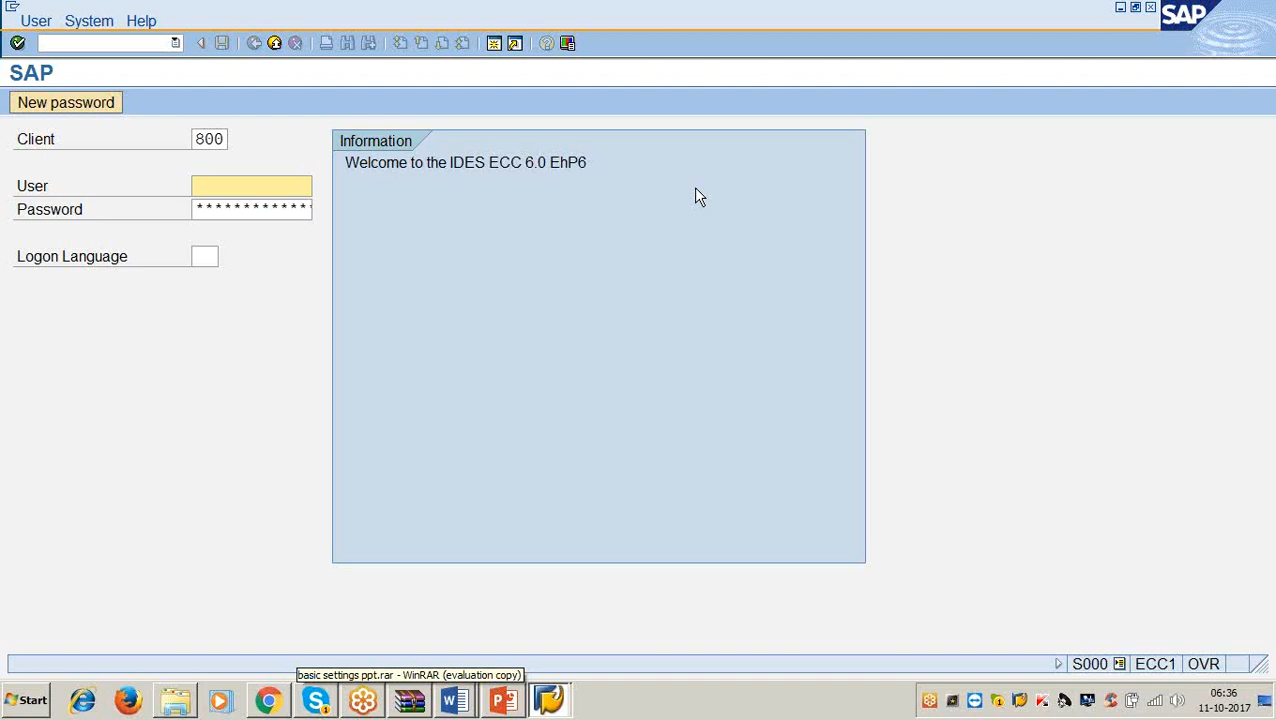 User System Help
SAP
SAP
New password
Client 800
Information
Welcome to the IDES ECC 6.0 EhP6
User
Password ************
Logon Language
S000 ECC1 OVR
basic settings ppt.rar - WinRAR (evaluation copy)
Start
06:36
11-10-2017